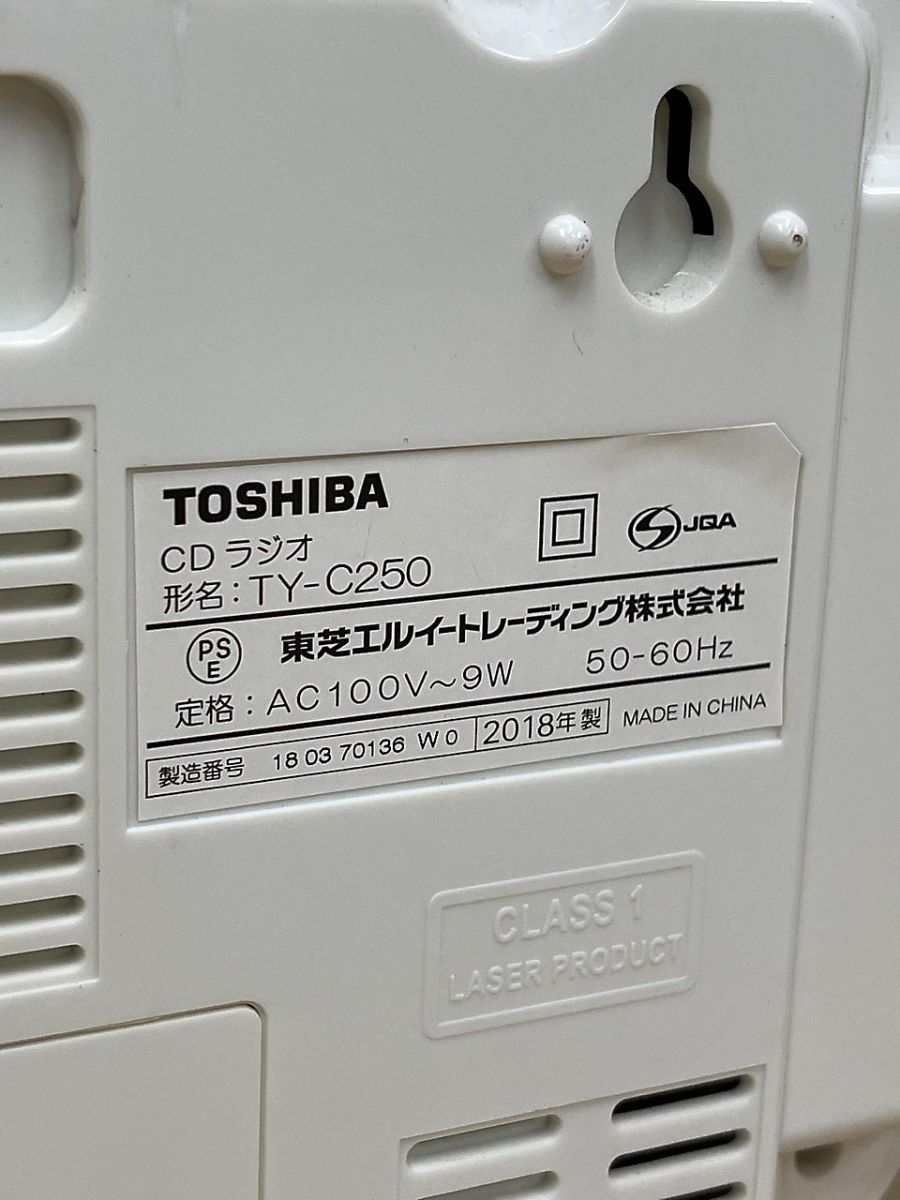 TOSHIBA
CD ラジオ
形名：TY-C250
JQA
PS
E
東芝エルイートレーディング株式会社
定格：AC100V～9W 50-60Hz
製造番号 18 03 70136 W 0 2018年製 MADE IN CHINA
CLASS 1
LASER PRODUCT